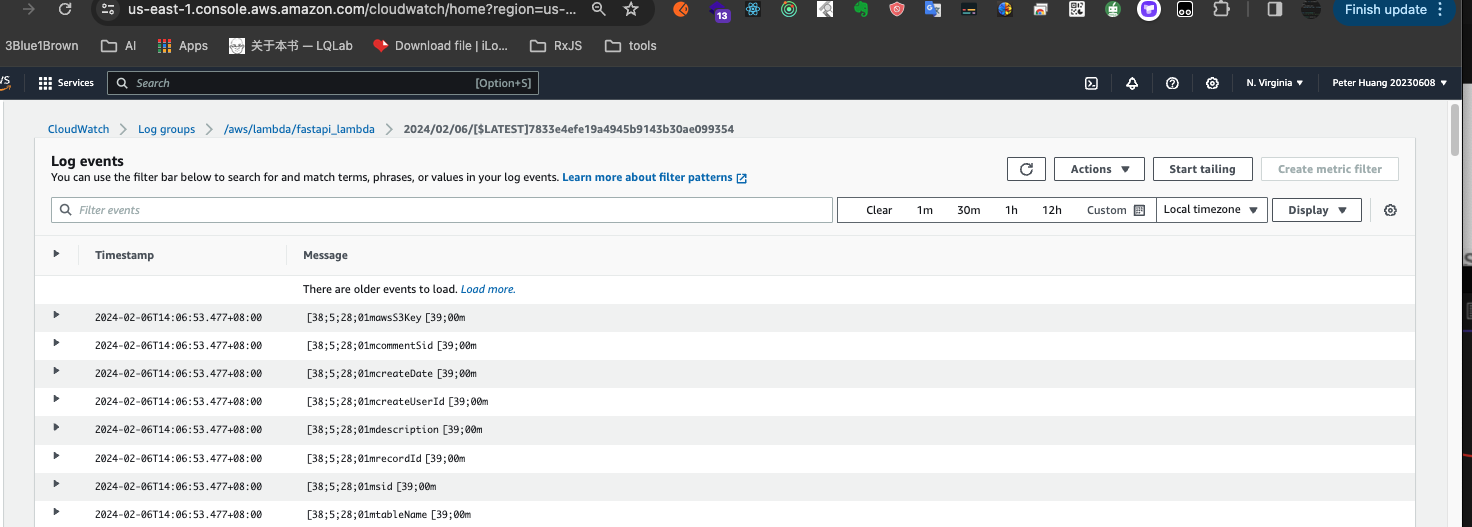 us-east-1.console.aws.amazon.com/cloudwatch/home?region=us-...
13
Finish update
3Blue1Brown
AI
Apps
关于本书 — LQLab
Download file | iLo...
RxJS
tools
Services
Search
[Option+S]
N. Virginia
Peter Huang 20230608
CloudWatch
Log groups
/aws/lambda/fastapi_lambda
2024/02/06/[$LATEST]7833e4efe19a4945b9143b30ae099354
Log events
You can use the filter bar below to search for and match terms, phrases, or values in your log events. Learn more about filter patterns
Actions
Start tailing
Create metric filter
Filter events
Clear
1m
30m
1h
12h
Custom
Local timezone
Display
Timestamp
Message
There are older events to load. Load more.
2024-02-06T14:06:53.477+08:00 [38;5;28;01mawsS3Key [39;00m
2024-02-06T14:06:53.477+08:00 [38;5;28;01mcommentSid [39;00m
2024-02-06T14:06:53.477+08:00 [38;5;28;01mcreateDate [39;00m
2024-02-06T14:06:53.477+08:00 [38;5;28;01mcreateUserId [39;00m
2024-02-06T14:06:53.477+08:00 [38;5;28;01mdescription [39;00m
2024-02-06T14:06:53.477+08:00 [38;5;28;01mrecordId [39;00m
2024-02-06T14:06:53.477+08:00 [38;5;28;01msid [39;00m
2024-02-06T14:06:53.477+08:00 [38;5;28;01mtableName [39;00m